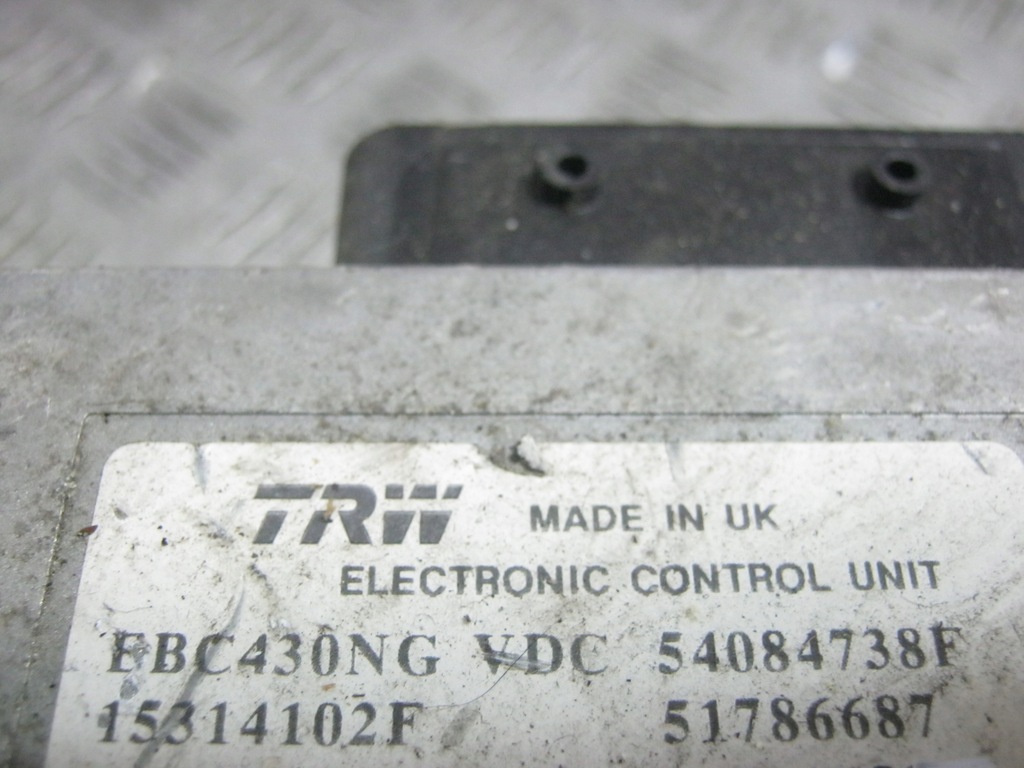 TRW MADE IN UK
ELECTRONIC CONTROL UNIT
EBC430NG VDC 54084738F
15314102F 51786687